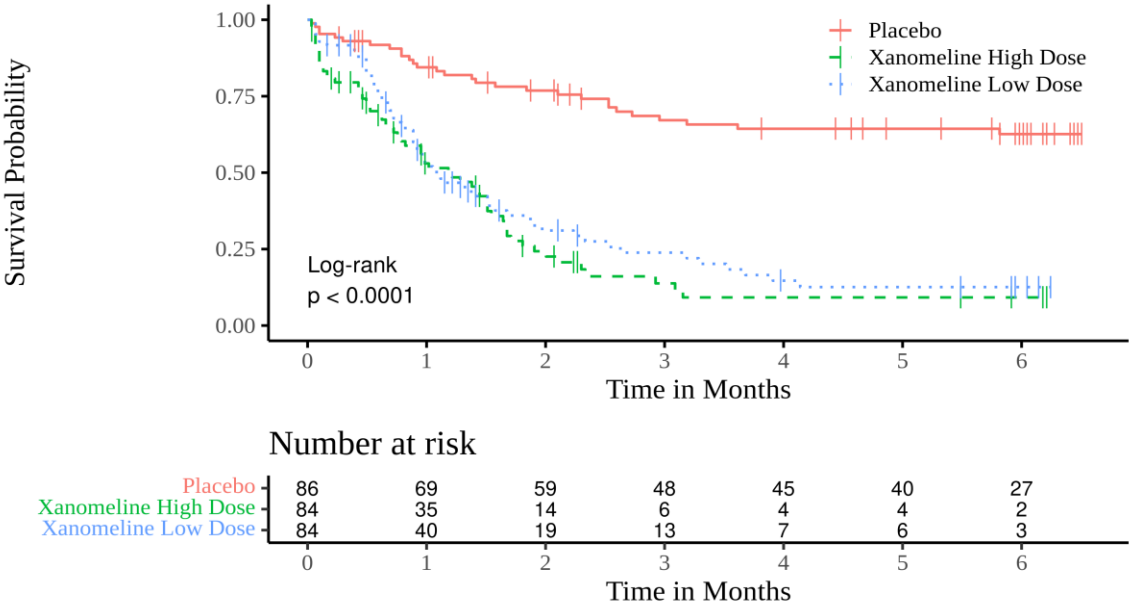 Survival Probability
1.00
0.75
0.50
0.25
0.00
Placebo
Xanomeline High Dose
Xanomeline Low Dose
Log-rank
p < 0.0001
0 1 2 3 4 5 6
Time in Months
Number at risk
Placebo 86 69 59 48 45 40 27
Xanomeline High Dose 84 35 14 6 4 4 2
Xanomeline Low Dose 84 40 19 13 7 6 3
0 1 2 3 4 5 6
Time in Months